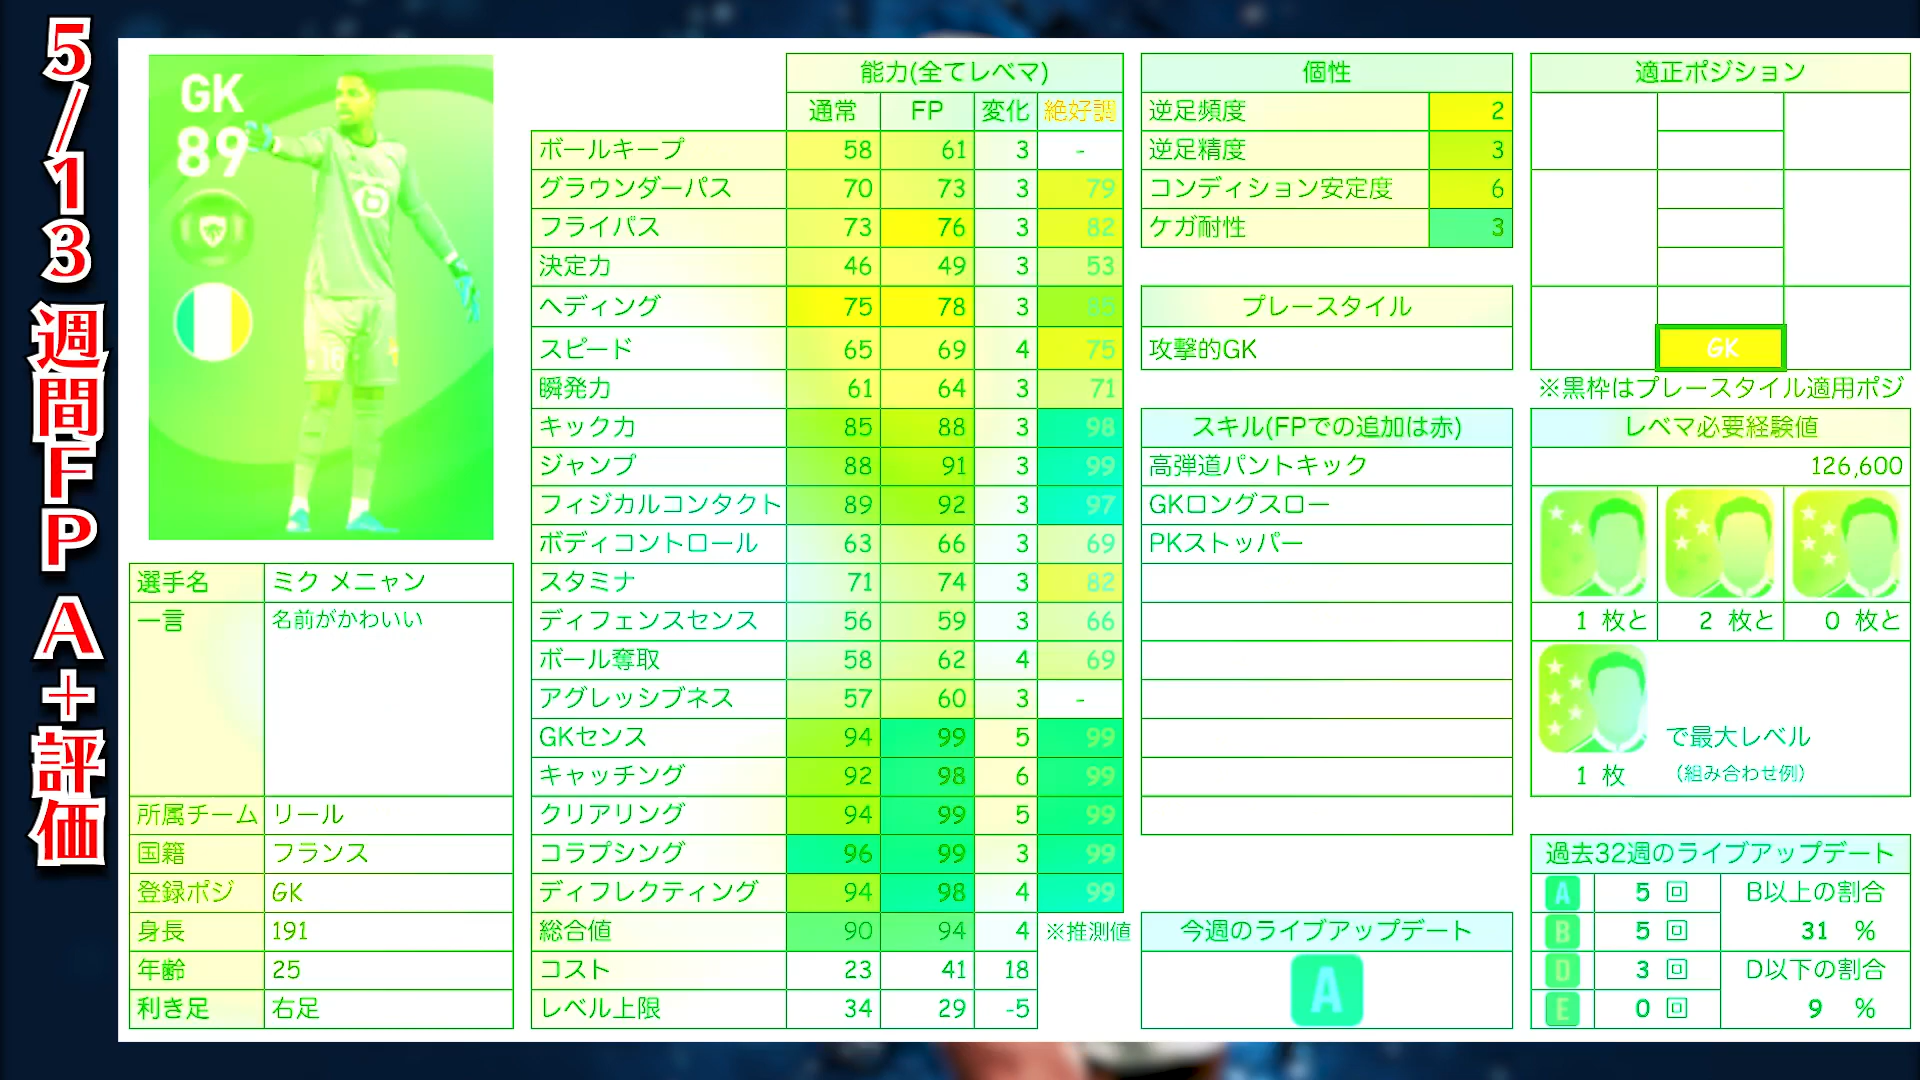 5/13 週間FP A+評価
GK
89
選手名 ミク メニャン
一言 名前がかわいい
所属チーム リール
国籍 フランス
登録ポジ GK
身長 191
年齢 25
利き足 右足
能力(全てレベマ)
通常 FP 変化 絶好調
ボールキープ 58 61 3 -
グラウンダーパス 70 73 3 79
フライパス 73 76 3 82
決定力 46 49 3 53
ヘディング 75 78 3 85
スピード 65 69 4 75
瞬発力 61 64 3 71
キック力 85 88 3 98
ジャンプ 88 91 3 99
フィジカルコンタクト 89 92 3 97
ボディコントロール 63 66 3 69
スタミナ 71 74 3 82
ディフェンスセンス 56 59 3 66
ボール奪取 58 62 4 69
アグレッシブネス 57 60 3 -
GKセンス 94 99 5 99
キャッチング 92 98 6 99
クリアリング 94 99 5 99
コラプシング 96 99 3 99
ディフレクティング 94 98 4 99
総合値 90 94 4 ※推測値
コスト 23 41 18
レベル上限 34 29 -5
個性
逆足頻度 2
逆足精度 3
コンディション安定度 6
ケガ耐性 3
プレースタイル
攻撃的GK
スキル(FPでの追加は赤)
高弾道パントキック
GKロングスロー
PKストッパー
今週のライブアップデート
A
適正ポジション
GK
※黒枠はプレースタイル適用ポジ
レベマ必要経験値
126,600
1 枚と 2 枚と 0 枚と
で最大レベル
1 枚 (組み合わせ例)
過去32週のライブアップデート
A 5 回 B以上の割合
B 5 回 31 %
D 3 回 D以下の割合
E 0 回 9 %